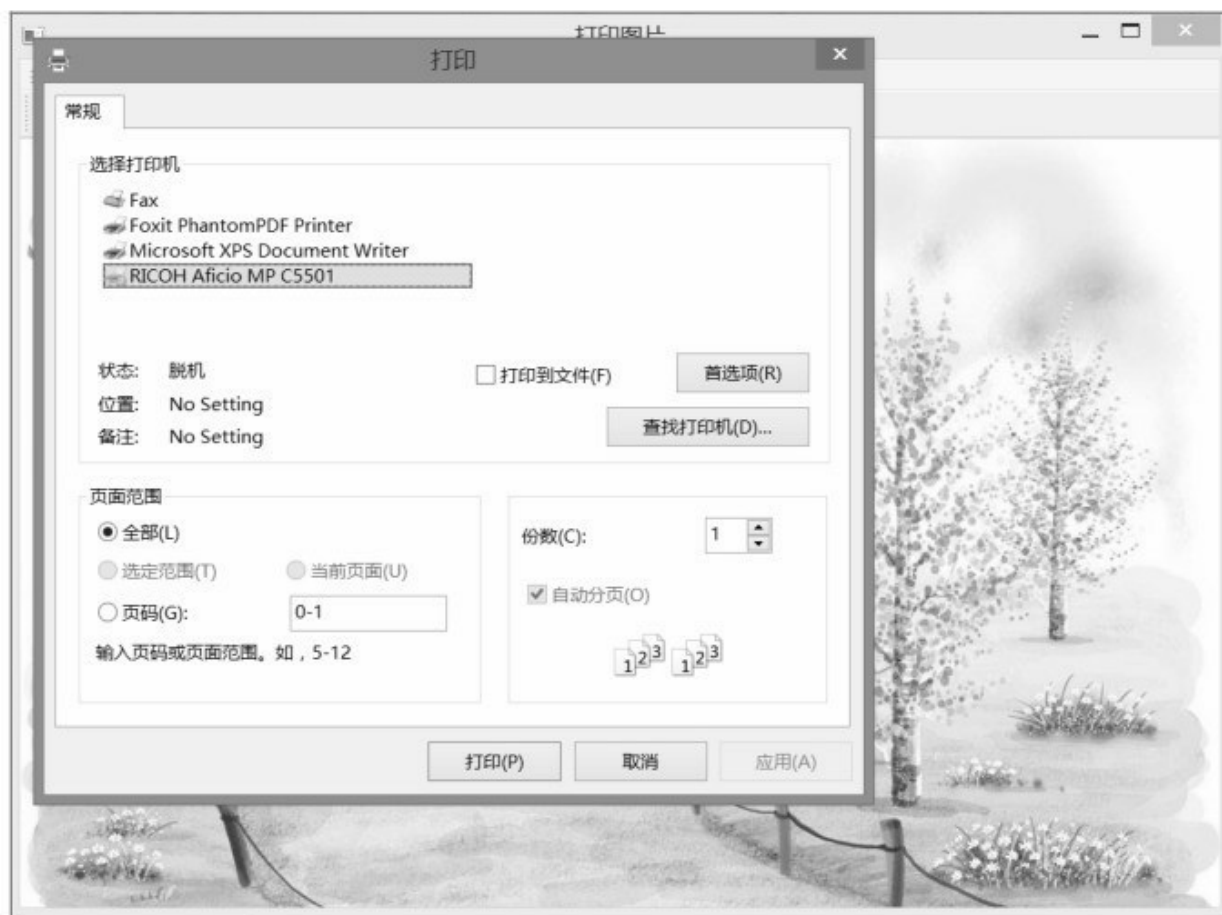 打印图片
打印
常规
选择打印机
Fax
Foxit PhantomPDF Printer
Microsoft XPS Document Writer
RICOH Aficio MP C5501
状态: 脱机
打印到文件(F) 首选项(R)
位置: No Setting
查找打印机(D)...
备注: No Setting
页面范围
全部(L)
份数(C): 1
选定范围(T) 当前页面(U)
自动分页(O)
页码(G): 0-1
输入页码或页面范围。如，5-12
1 2 3 1 2 3
打印(P) 取消 应用(A)